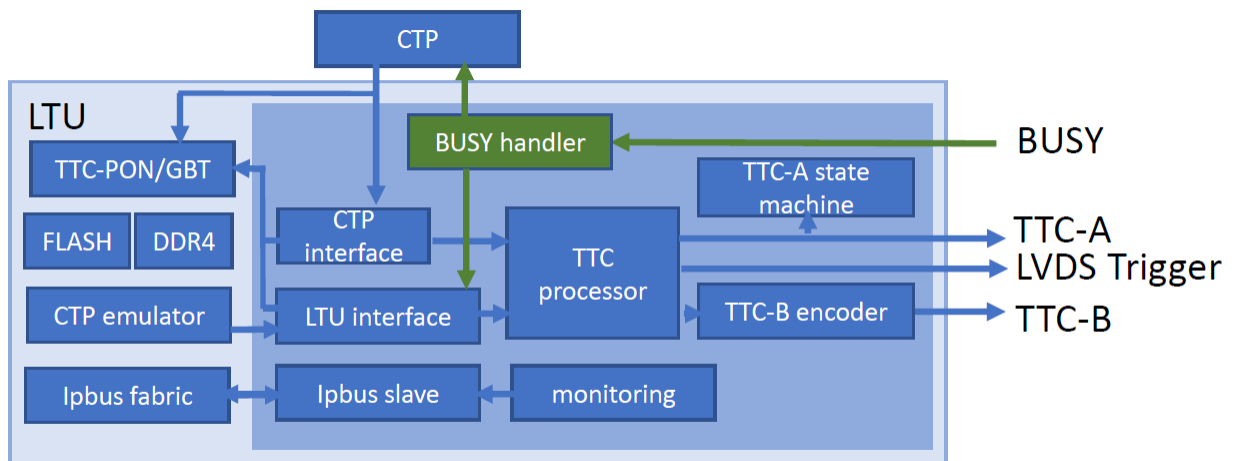 CTP
LTU
BUSY handler
BUSY
TTC-PON/GBT
TTC-A state
machine
FLASH
DDR4
CTP
interface
TTC
processor
TTC-A
LVDS Trigger
CTP emulator
LTU interface
TTC-B encoder
TTC-B
Ipbus fabric
Ipbus slave
monitoring